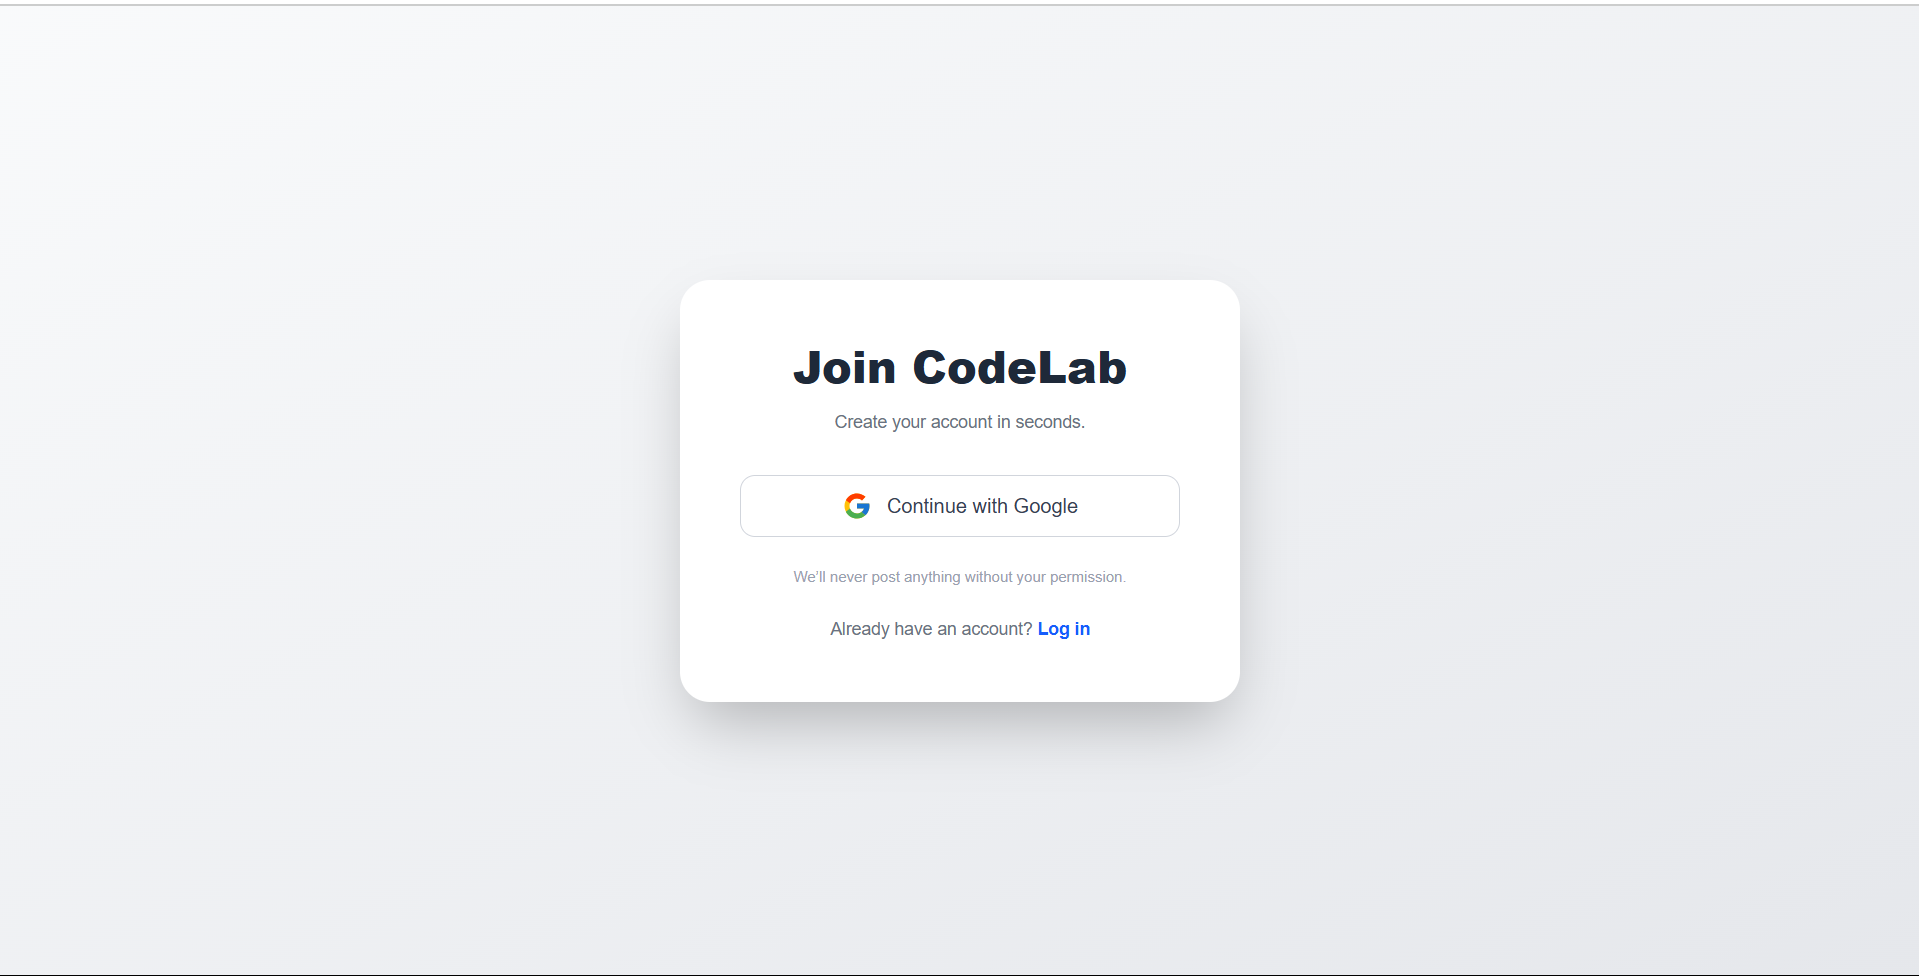 Join CodeLab
Create your account in seconds.
Continue with Google
We'll never post anything without your permission.
Already have an account? Log in